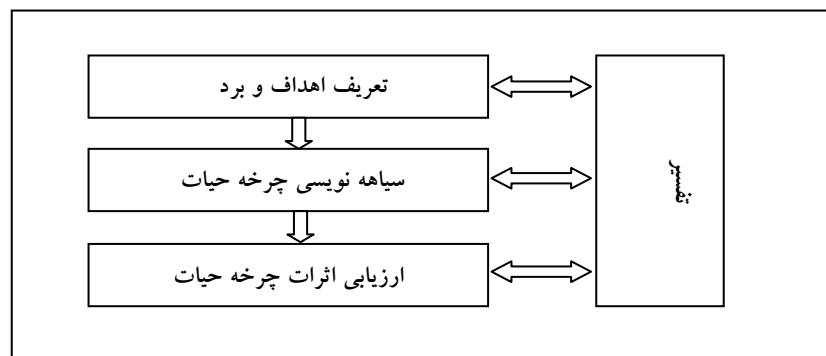 تعریف اهداف و برد
سیاهه نویسی چرخه حیات
ارزیابی اثرات چرخه حیات
تفسیر